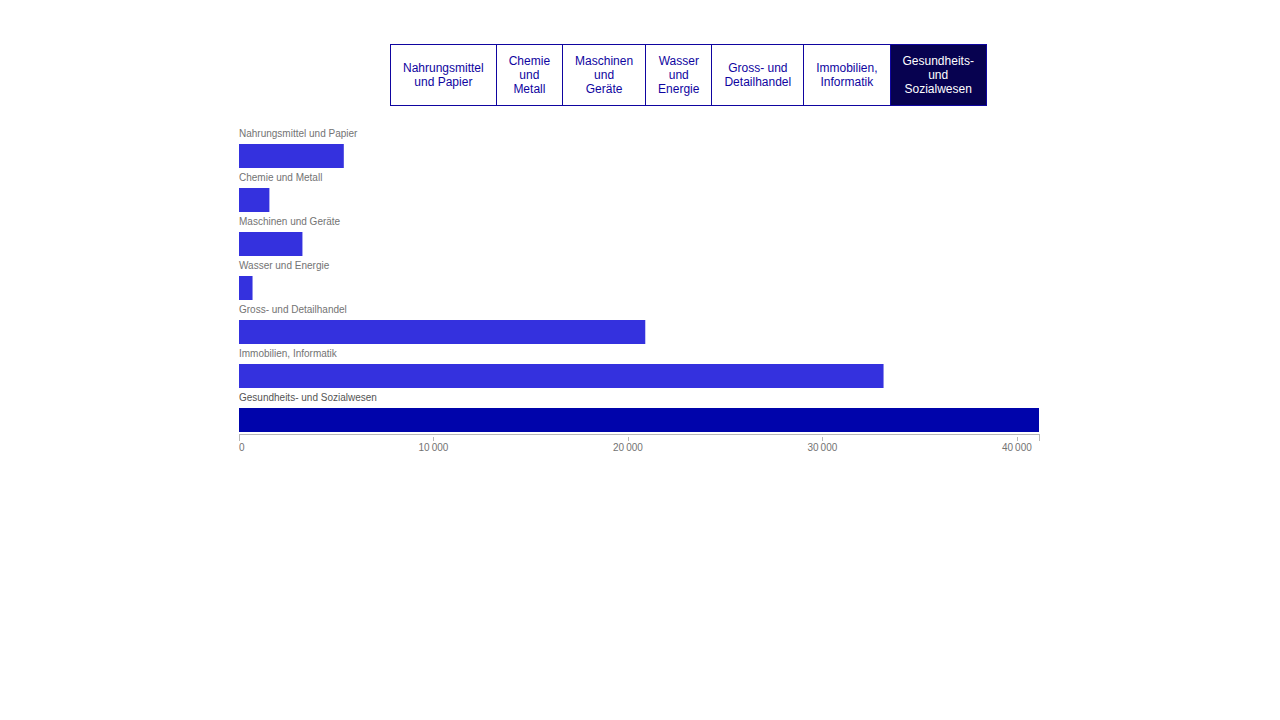 Nahrungsmittel
und Papier
Chemie
und
Metall
Maschinen
und
Geräte
Wasser
und
Energie
Gross- und
Detailhandel
Immobilien,
Informatik
Gesundheits-
und
Sozialwesen
Nahrungsmittel und Papier
Chemie und Metall
Maschinen und Geräte
Wasser und Energie
Gross- und Detailhandel
Immobilien, Informatik
Gesundheits- und Sozialwesen
0 10 000 20 000 30 000 40 000